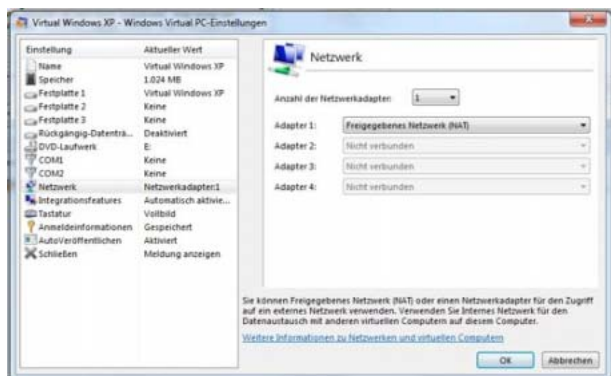 Virtual Windows XP - Windows Virtual PC-Einstellungen
Einstellung Aktueller Wert
Name Virtual Windows XP
Speicher 1.024 MB
Festplatte 1 Virtual Windows XP
Festplatte 2 Keine
Festplatte 3 Keine
Rückgängig-Datenträ... Deaktiviert
DVD-Laufwerk E:
COM1 Keine
COM2 Keine
Netzwerk Netzwerkadapter:1
Integrationsfeatures Automatisch aktivie...
Tastatur Vollbild
Anmeldeinformationen Gespeichert
AutoVeröffentlichen Aktiviert
Schließen Meldung anzeigen
Netzwerk
Anzahl der Netzwerkadapter: 1
Adapter 1: Freigegebenes Netzwerk (NAT)
Adapter 2: Nicht verbunden
Adapter 3: Nicht verbunden
Adapter 4: Nicht verbunden
Sie können Freigegebenes Netzwerk (NAT) oder einen Netzwerkadapter für den Zugriff
auf ein externes Netzwerk verwenden. Verwenden Sie Internes Netzwerk für den
Datenaustausch mit anderen virtuellen Computern auf diesem Computer.
Weitere Informationen zu Netzwerken und virtuellen Computern
OK Abbrechen